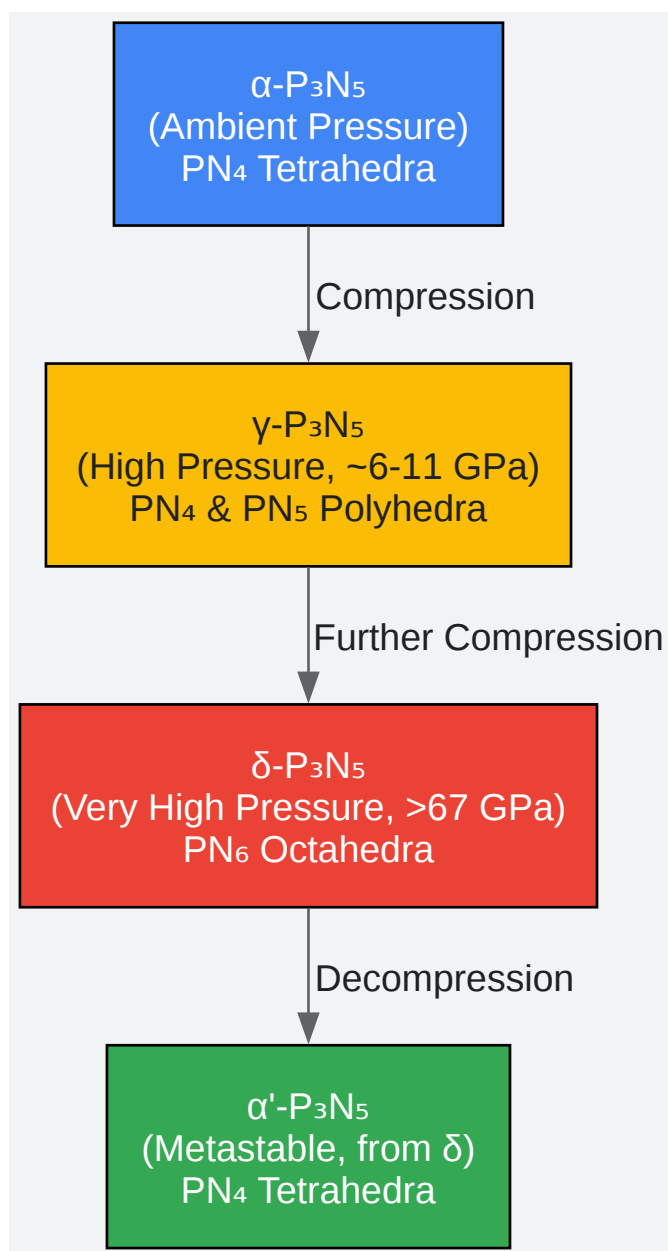 α-P₃N₅
(Ambient Pressure)
PN₄ Tetrahedra
Compression
γ-P₃N₅
(High Pressure, ~6-11 GPa)
PN₄ & PN₅ Polyhedra
Further Compression
δ-P₃N₅
(Very High Pressure, >67 GPa)
PN₆ Octahedra
Decompression
α'-P₃N₅
(Metastable, from δ)
PN₄ Tetrahedra